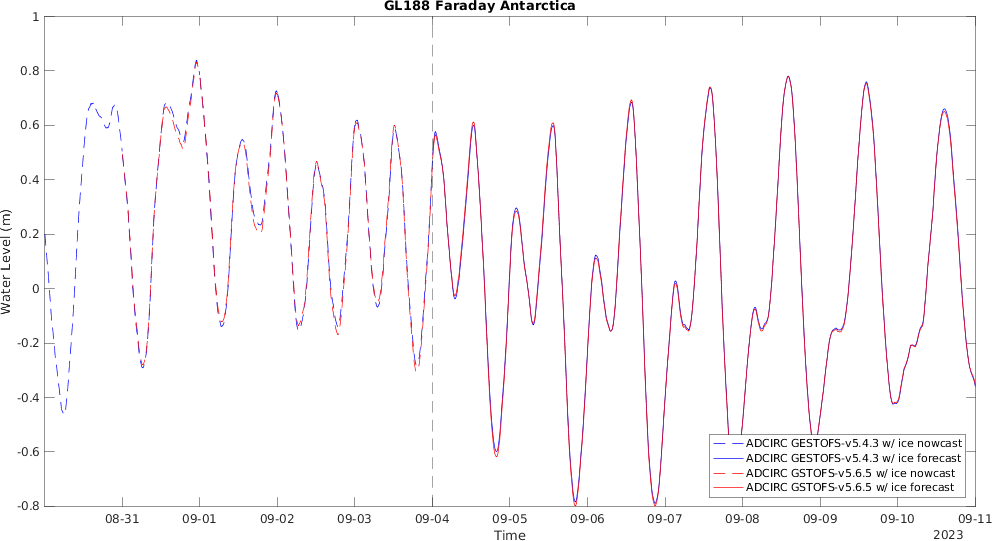 GL188 Faraday Antarctica
Water Level (m)
1
0.8
0.6
0.4
0.2
0
-0.2
-0.4
-0.6
-0.8
ADCIRC GESTOFS-v5.4.3 w/ ice nowcast
ADCIRC GESTOFS-v5.4.3 w/ ice forecast
ADCIRC GSTOFS-v5.6.5 w/ ice nowcast
ADCIRC GSTOFS-v5.6.5 w/ ice forecast
08-31 09-01 09-02 09-03 09-04 09-05 09-06 09-07 09-08 09-09 09-10 09-11
Time
2023